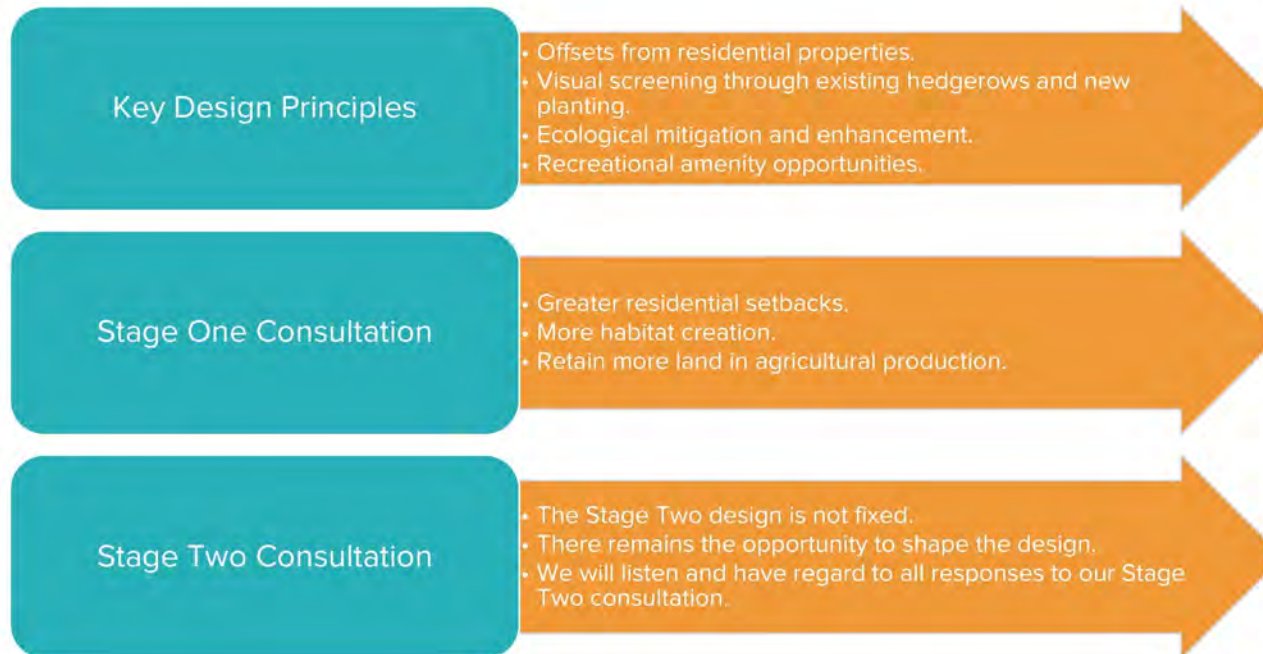 Key Design Principles
• Offsets from residential properties.
• Visual screening through existing hedgerows and new
planting.
• Ecological mitigation and enhancement.
• Recreational amenity opportunities.
Stage One Consultation
• Greater residential setbacks.
• More habitat creation.
• Retain more land in agricultural production.
Stage Two Consultation
• The Stage Two design is not fixed.
• There remains the opportunity to shape the design.
• We will listen and have regard to all responses to our Stage
Two consultation.